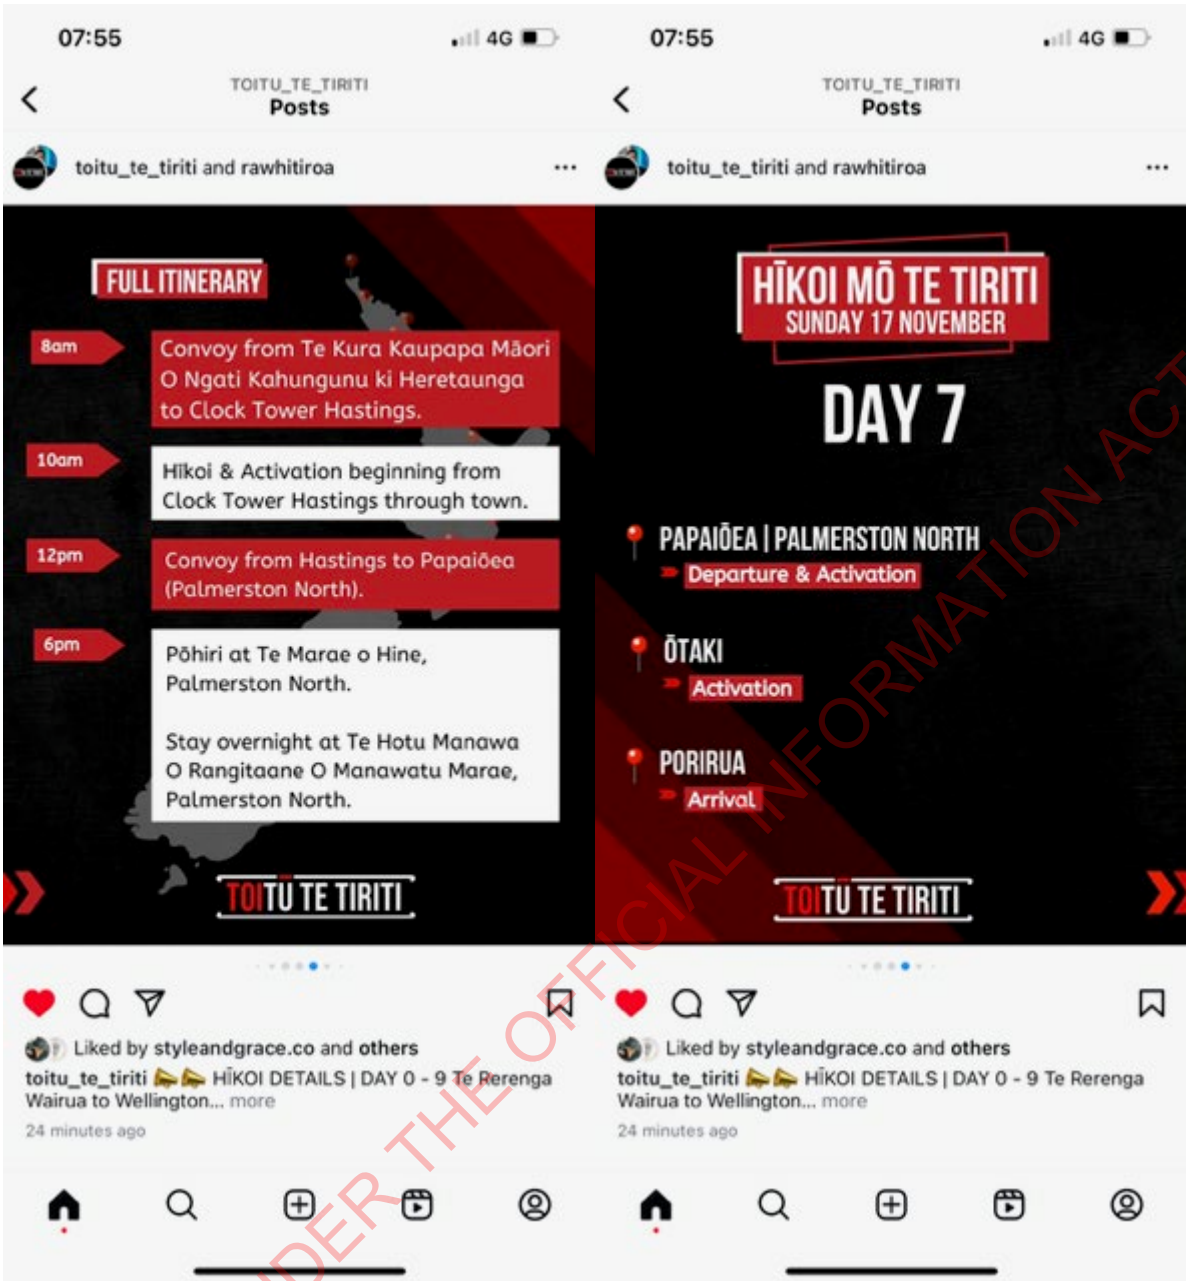 07:55
4G
TOITU_TE_TIRITI
Posts
toitu_te_tiriti and rawhitiroa
FULL ITINERARY
8am
Convoy from Te Kura Kaupapa Māori
O Ngati Kahungunu ki Heretaunga
to Clock Tower Hastings.
10am
Hīkoi & Activation beginning from
Clock Tower Hastings through town.
12pm
Convoy from Hastings to Papaiōea
(Palmerston North).
6pm
Pōhiri at Te Marae o Hine,
Palmerston North.
Stay overnight at Te Hotu Manawa
O Rangitaane O Manawatu Marae,
Palmerston North.
TOITŪ TE TIRITI
Liked by styleandgrace.co and others
toitu_te_tiriti HĪKOI DETAILS | DAY 0 - 9 Te Rerenga
Wairua to Wellington... more
24 minutes ago
07:55
4G
TOITU_TE_TIRITI
Posts
toitu_te_tiriti and rawhitiroa
HĪKOI MŌ TE TIRITI
SUNDAY 17 NOVEMBER
DAY 7
PAPAIŌEA | PALMERSTON NORTH
Departure & Activation
ŌTAKI
Activation
PORIRUA
Arrival
TOITŪ TE TIRITI
Liked by styleandgrace.co and others
toitu_te_tiriti HĪKOI DETAILS | DAY 0 - 9 Te Rerenga
Wairua to Wellington... more
24 minutes ago
THE OFFICIAL INFORMATION ACT